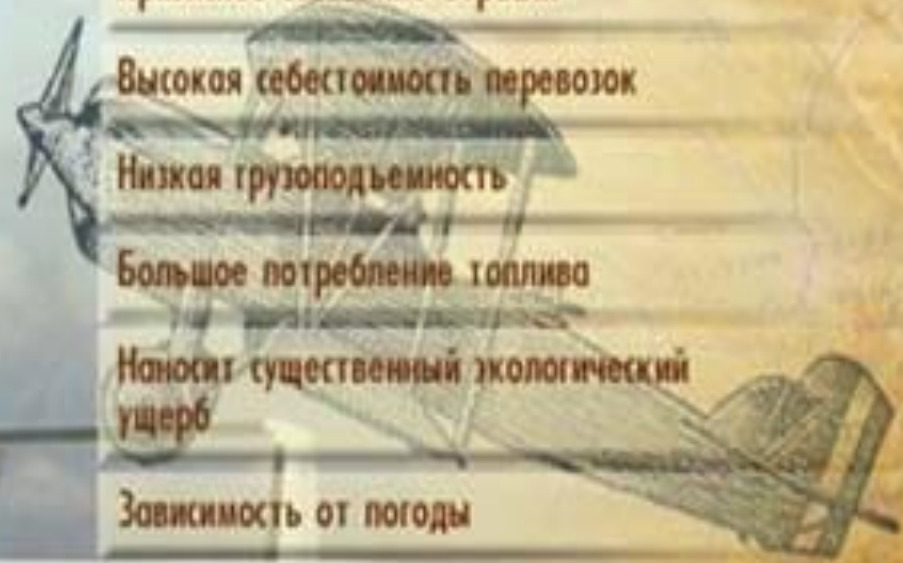 Высокая себестоимость перевозок
Низкая грузоподъемность
Большое потребление топлива
Наносит существенный экологический
ущерб
Зависимость от погоды